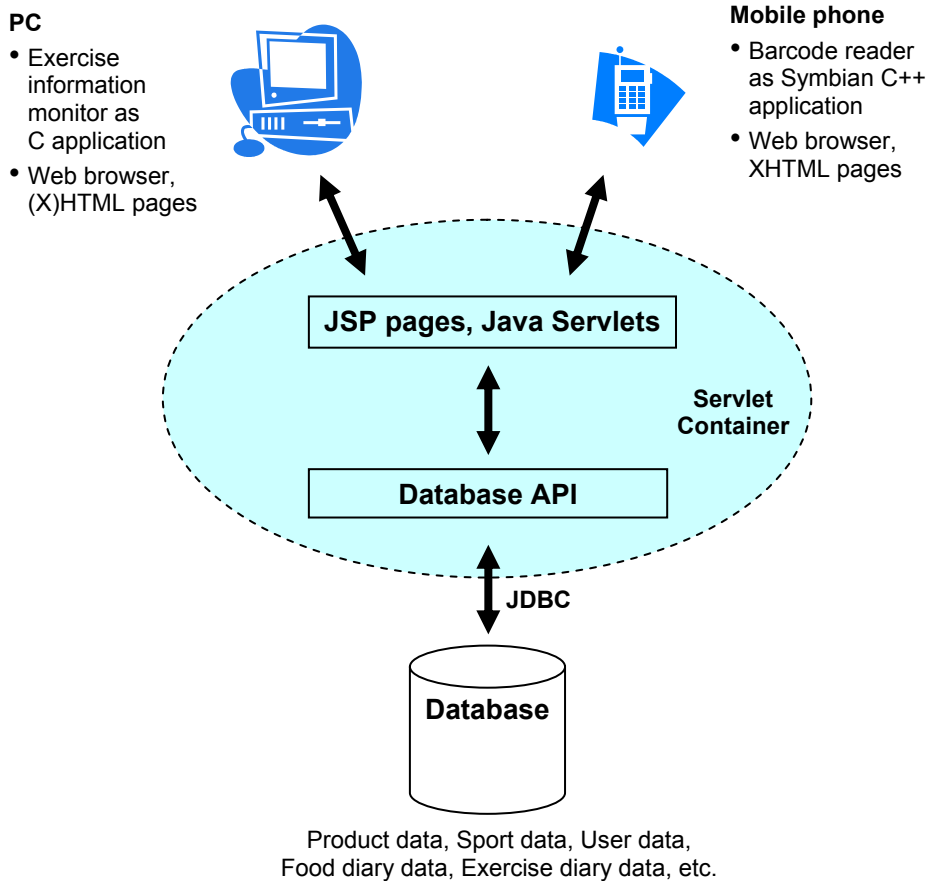 PC
• Exercise
information
monitor as
C application
• Web browser,
(X)HTML pages
Mobile phone
• Barcode reader
as Symbian C++
application
• Web browser,
XHTML pages
JSP pages, Java Servlets
Servlet
Container
Database API
JDBC
Database
Product data, Sport data, User data,
Food diary data, Exercise diary data, etc.